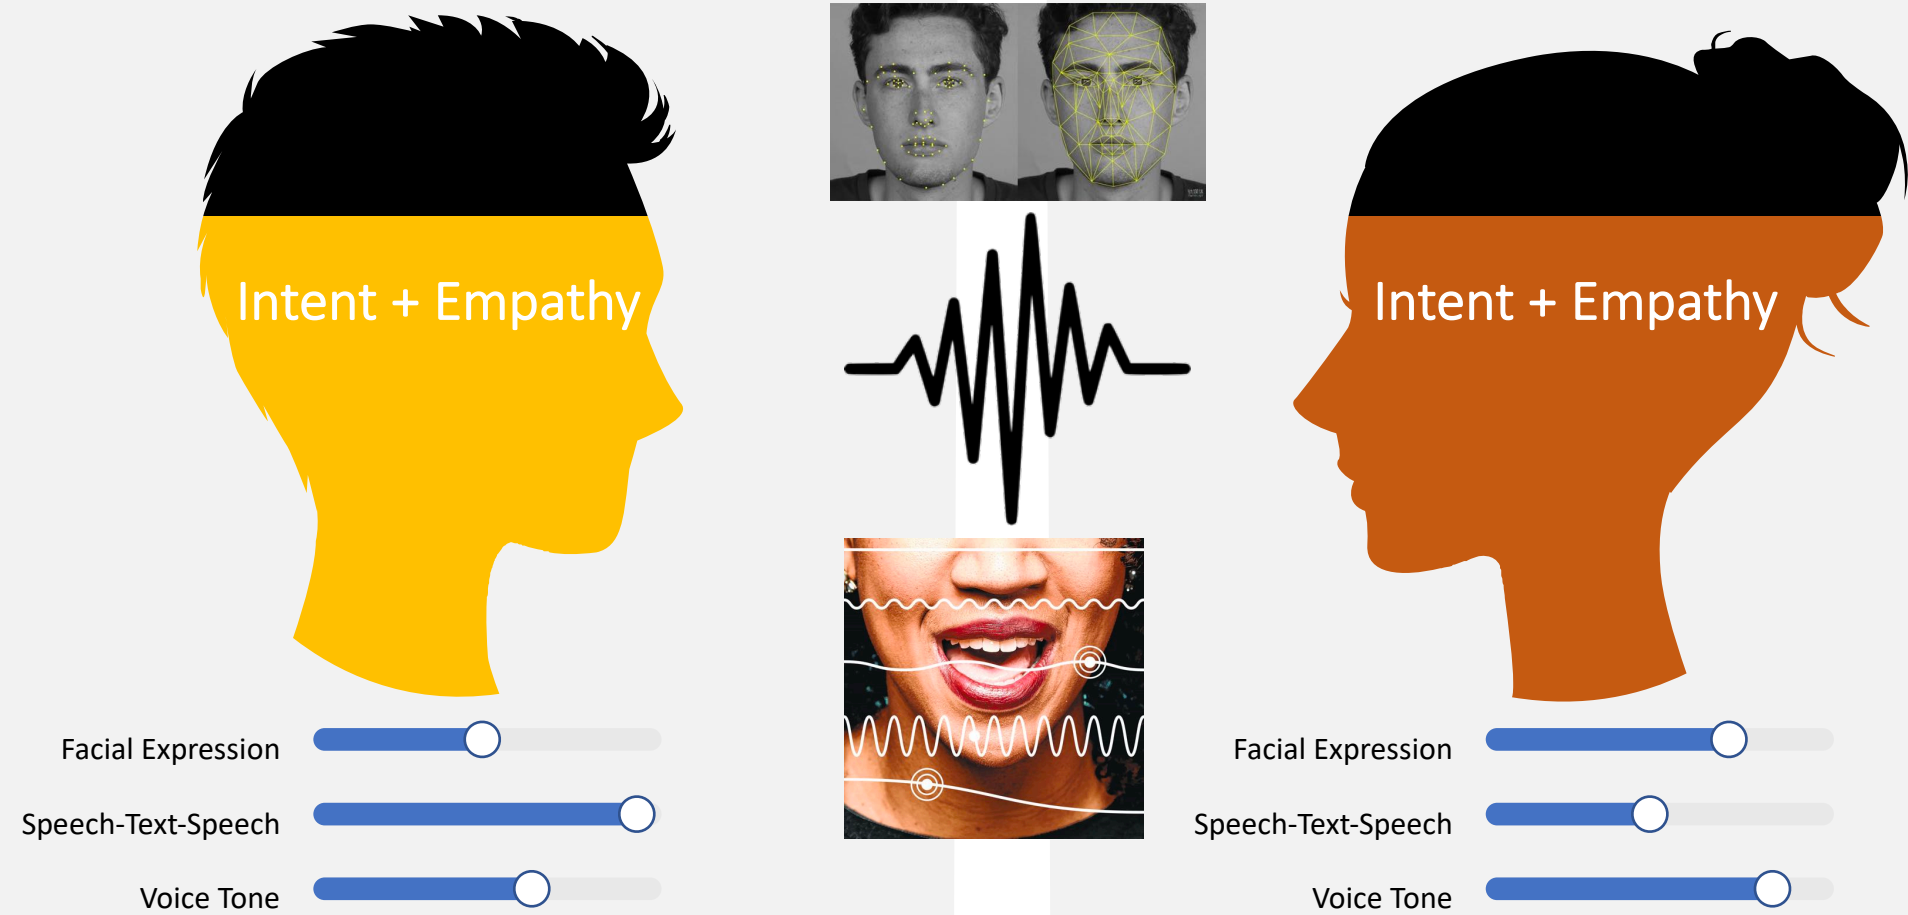 Intent + Empathy
Intent + Empathy
Facial Expression
Speech-Text-Speech
Voice Tone
Facial Expression
Speech-Text-Speech
Voice Tone